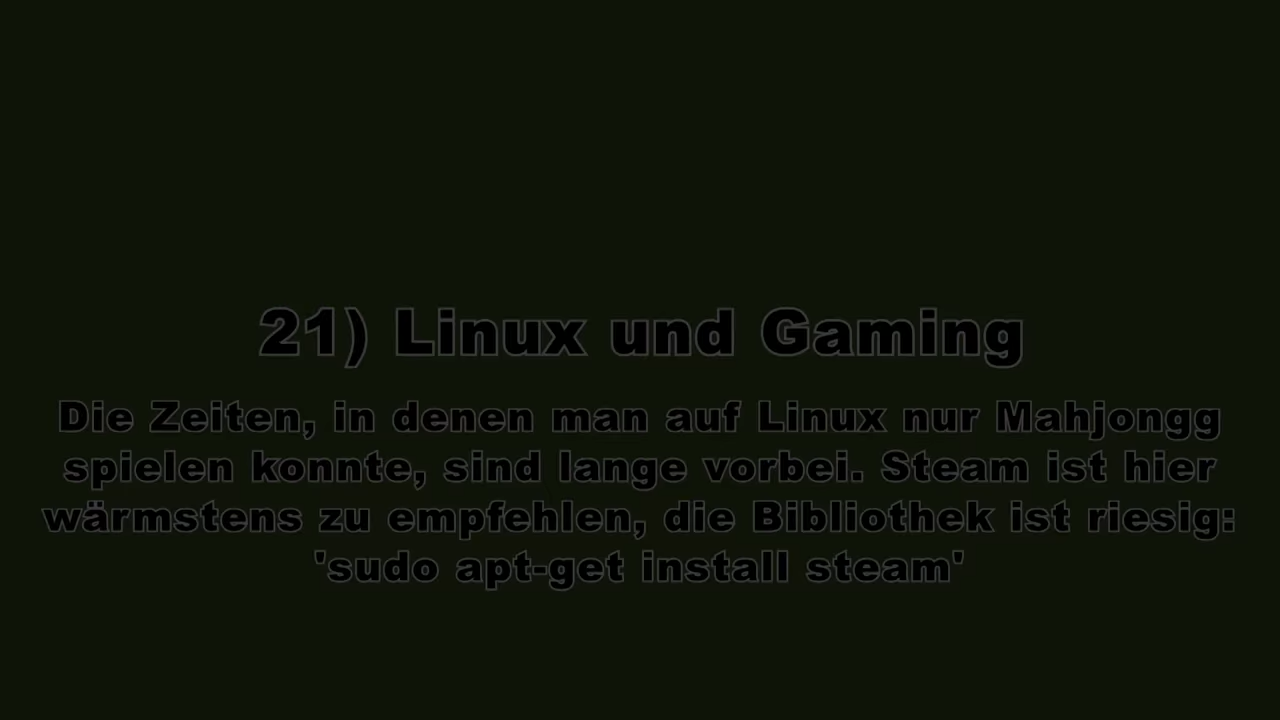 21) Linux und Gaming
Die Zeiten, in denen man auf Linux nur Mahjongg
spielen konnte, sind lange vorbei. Steam ist hier
wärmstens zu empfehlen, die Bibliothek ist riesig:
'sudo apt-get install steam'